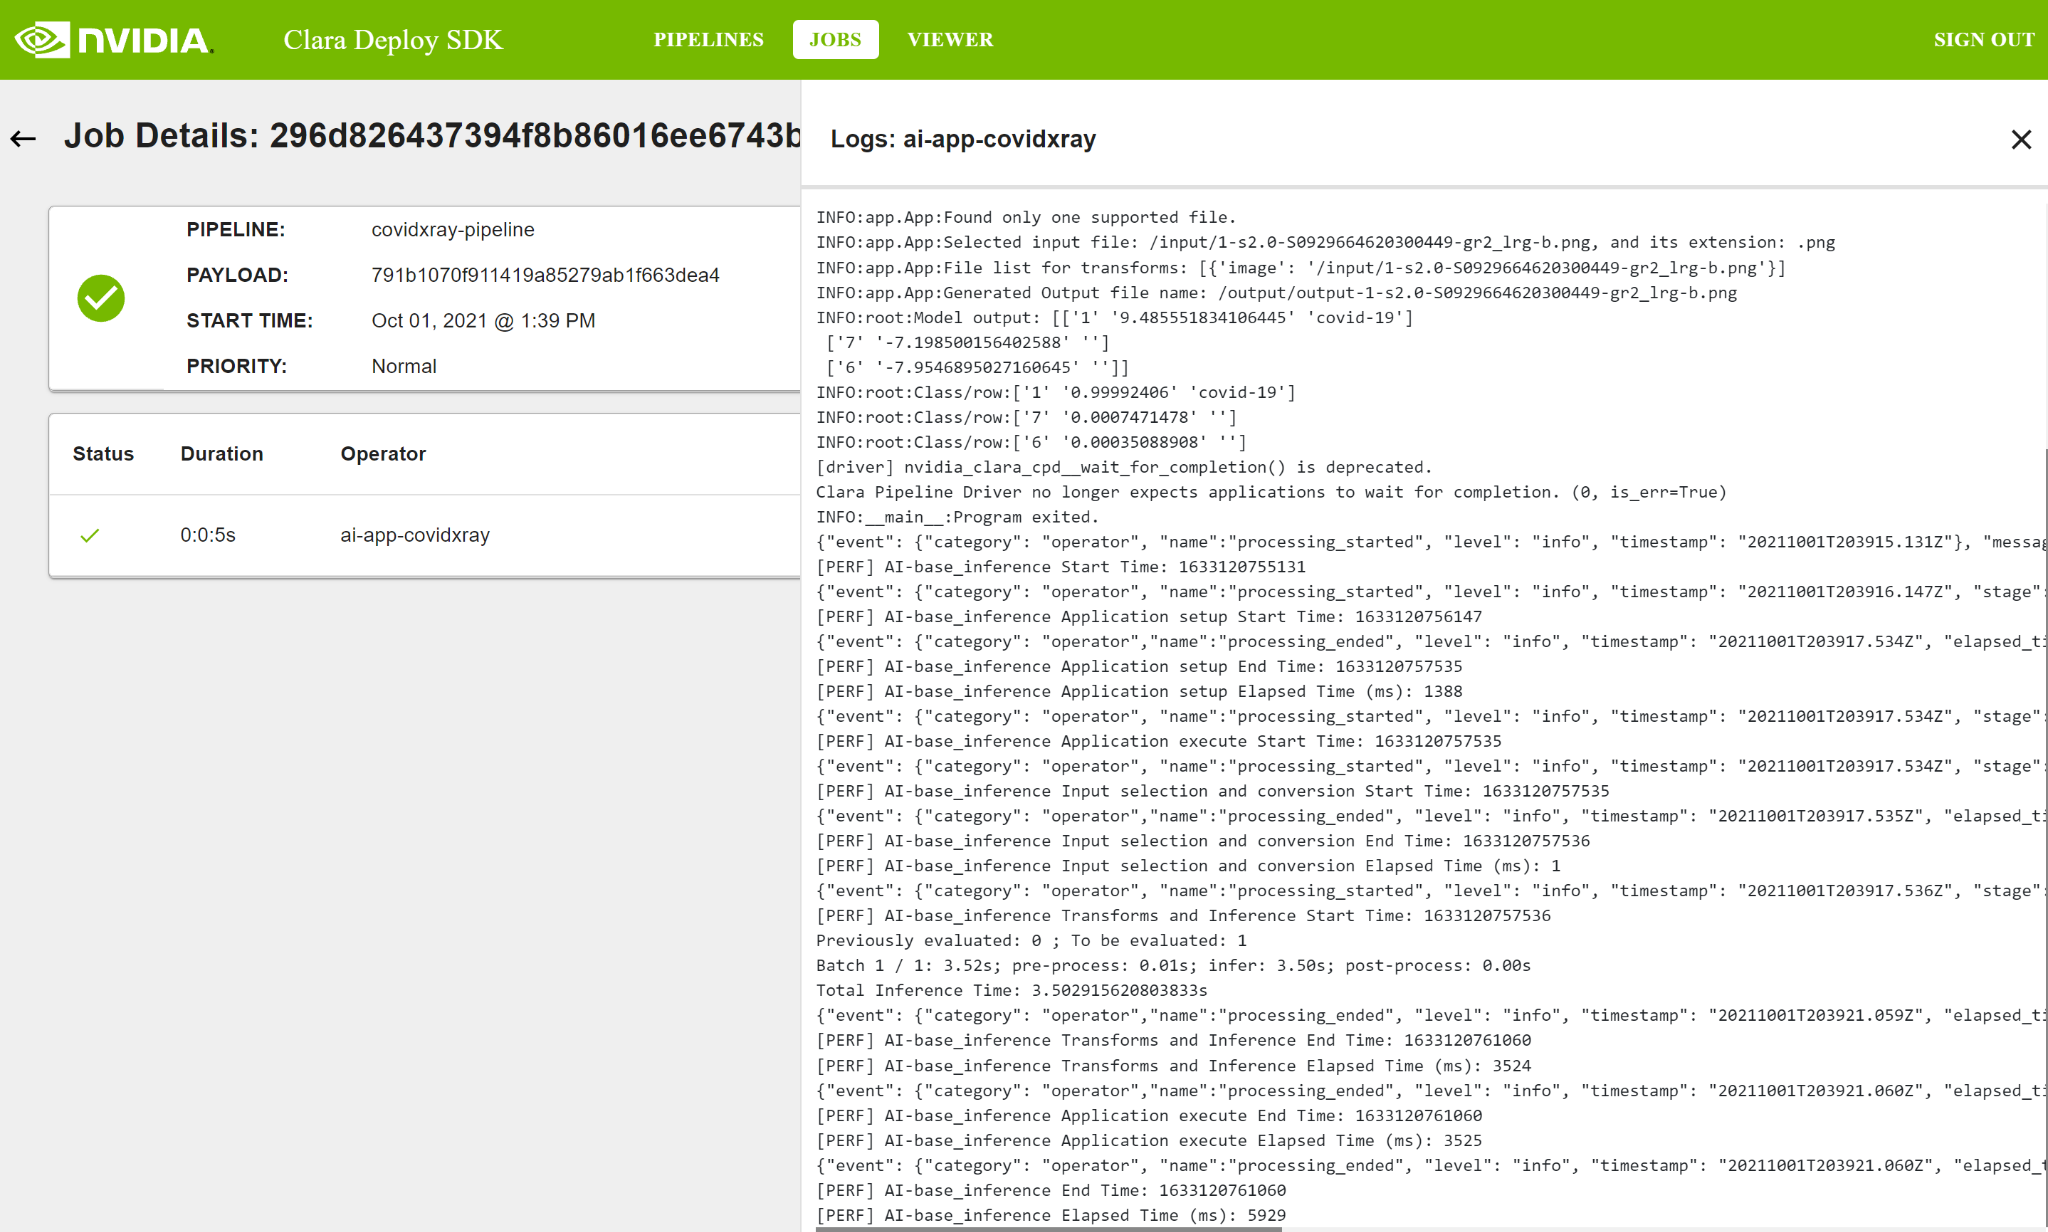 NVIDIA.
Clara Deploy SDK
PIPELINES
JOBS
VIEWER
SIGN OUT
Job Details: 296d826437394f8b86016ee6743b
PIPELINE: covidxray-pipeline
PAYLOAD: 791b1070f911419a85279ab1f663dea4
START TIME: Oct 01, 2021 @ 1:39 PM
PRIORITY: Normal
Status Duration Operator
0:0:5s ai-app-covidxray
Logs: ai-app-covidxray
INFO:app.App:Found only one supported file.
INFO:app.App:Selected input file: /input/1-s2.0-S0929664620300449-gr2_lrg-b.png, and its extension: .png
INFO:app.App:File list for transforms: [{'image': '/input/1-s2.0-S0929664620300449-gr2_lrg-b.png'}]
INFO:app.App:Generated Output file name: /output/output-1-s2.0-S0929664620300449-gr2_lrg-b.png
INFO:root:Model output: [['1' '9.485551834106445' 'covid-19']
['7' '-7.198500156402588' '']
['6' '-7.9546895027160645' '']]
INFO:root:Class/row:['1' '0.99992406' 'covid-19']
INFO:root:Class/row:['7' '0.0007471478' '']
INFO:root:Class/row:['6' '0.00035088908' '']
[driver] nvidia_clara_cpd__wait_for_completion() is deprecated.
Clara Pipeline Driver no longer expects applications to wait for completion. (0, is_err=True)
INFO:__main__:Program exited.
{"event": {"category": "operator", "name":"processing_started", "level": "info", "timestamp": "20211001T203915.131Z"}, "messag
[PERF] AI-base_inference Start Time: 1633120755131
{"event": {"category": "operator", "name":"processing_started", "level": "info", "timestamp": "20211001T203916.147Z", "stage":
[PERF] AI-base_inference Application setup Start Time: 1633120756147
{"event": {"category": "operator","name":"processing_ended", "level": "info", "timestamp": "20211001T203917.534Z", "elapsed_ti
[PERF] AI-base_inference Application setup End Time: 1633120757535
[PERF] AI-base_inference Application setup Elapsed Time (ms): 1388
{"event": {"category": "operator", "name":"processing_started", "level": "info", "timestamp": "20211001T203917.534Z", "stage":
[PERF] AI-base_inference Application execute Start Time: 1633120757535
{"event": {"category": "operator", "name":"processing_started", "level": "info", "timestamp": "20211001T203917.534Z", "stage":
[PERF] AI-base_inference Input selection and conversion Start Time: 1633120757535
{"event": {"category": "operator","name":"processing_ended", "level": "info", "timestamp": "20211001T203917.535Z", "elapsed_ti
[PERF] AI-base_inference Input selection and conversion End Time: 1633120757536
[PERF] AI-base_inference Input selection and conversion Elapsed Time (ms): 1
{"event": {"category": "operator", "name":"processing_started", "level": "info", "timestamp": "20211001T203917.536Z", "stage":
[PERF] AI-base_inference Transforms and Inference Start Time: 1633120757536
Previously evaluated: 0 ; To be evaluated: 1
Batch 1 / 1: 3.52s; pre-process: 0.01s; infer: 3.50s; post-process: 0.00s
Total Inference Time: 3.502915620803833s
{"event": {"category": "operator","name":"processing_ended", "level": "info", "timestamp": "20211001T203921.059Z", "elapsed_ti
[PERF] AI-base_inference Transforms and Inference End Time: 1633120761060
[PERF] AI-base_inference Transforms and Inference Elapsed Time (ms): 3524
{"event": {"category": "operator","name":"processing_ended", "level": "info", "timestamp": "20211001T203921.060Z", "elapsed_ti
[PERF] AI-base_inference Application execute End Time: 1633120761060
[PERF] AI-base_inference Application execute Elapsed Time (ms): 3525
{"event": {"category": "operator", "name":"processing_ended", "level": "info", "timestamp": "20211001T203921.060Z", "elapsed_t
[PERF] AI-base_inference End Time: 1633120761060
[PERF] AI-base_inference Elapsed Time (ms): 5929